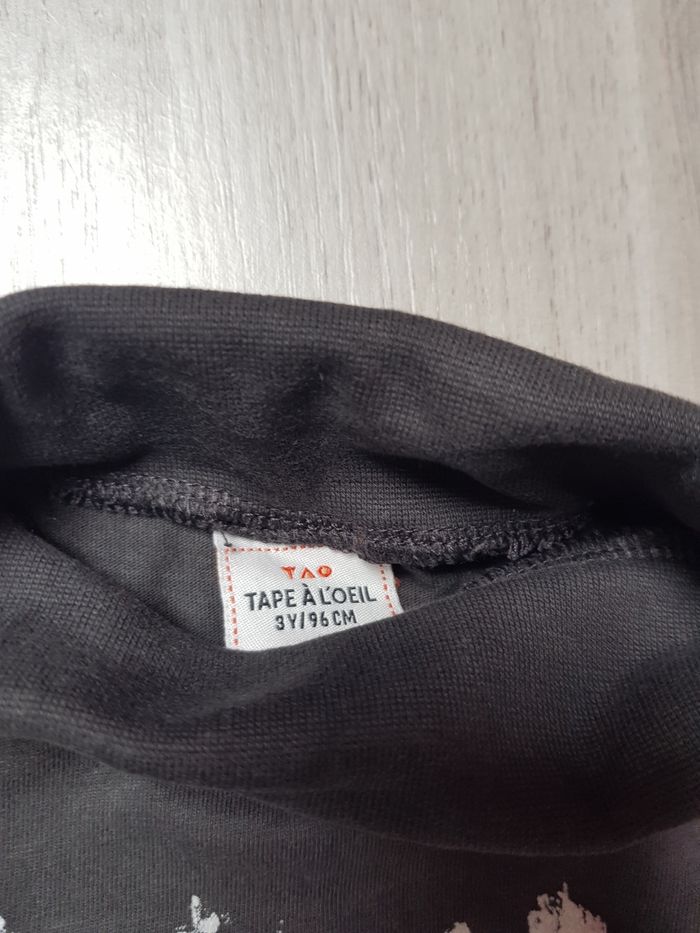 TAO
TAPE À L'OEIL
3Y/96CM